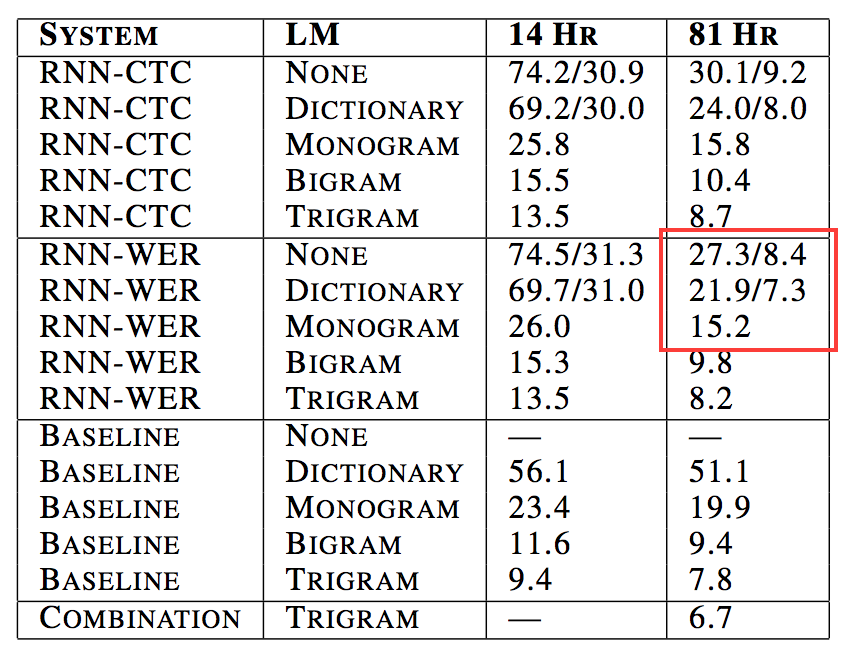 SYSTEM LM 14 HR 81 HR
RNN-CTC NONE 74.2/30.9 30.1/9.2
RNN-CTC DICTIONARY 69.2/30.0 24.0/8.0
RNN-CTC MONOGRAM 25.8 15.8
RNN-CTC BIGRAM 15.5 10.4
RNN-CTC TRIGRAM 13.5 8.7
RNN-WER NONE 74.5/31.3 27.3/8.4
RNN-WER DICTIONARY 69.7/31.0 21.9/7.3
RNN-WER MONOGRAM 26.0 15.2
RNN-WER BIGRAM 15.3 9.8
RNN-WER TRIGRAM 13.5 8.2
BASELINE NONE — —
BASELINE DICTIONARY 56.1 51.1
BASELINE MONOGRAM 23.4 19.9
BASELINE BIGRAM 11.6 9.4
BASELINE TRIGRAM 9.4 7.8
COMBINATION TRIGRAM — 6.7